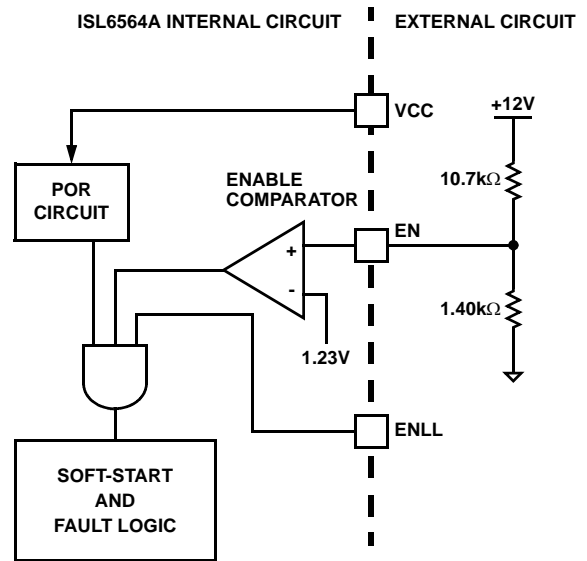 ISL6564A INTERNAL CIRCUIT
EXTERNAL CIRCUIT
VCC
+12V
POR
CIRCUIT
ENABLE
COMPARATOR
10.7kΩ
EN
+
-
1.40kΩ
1.23V
ENLL
SOFT-START
AND
FAULT LOGIC